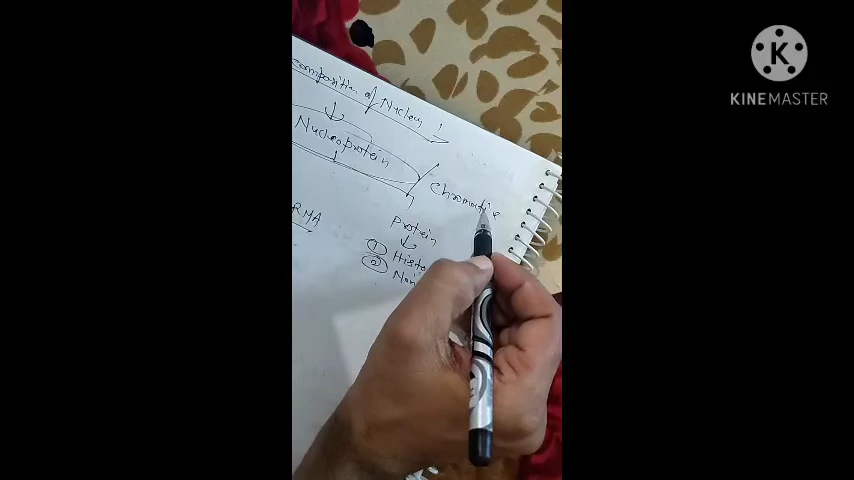 composition of Nucleus !
Nucleoprotein
Chromatin
RNA
Protein
① Histo
② Non
K
KINEMASTER